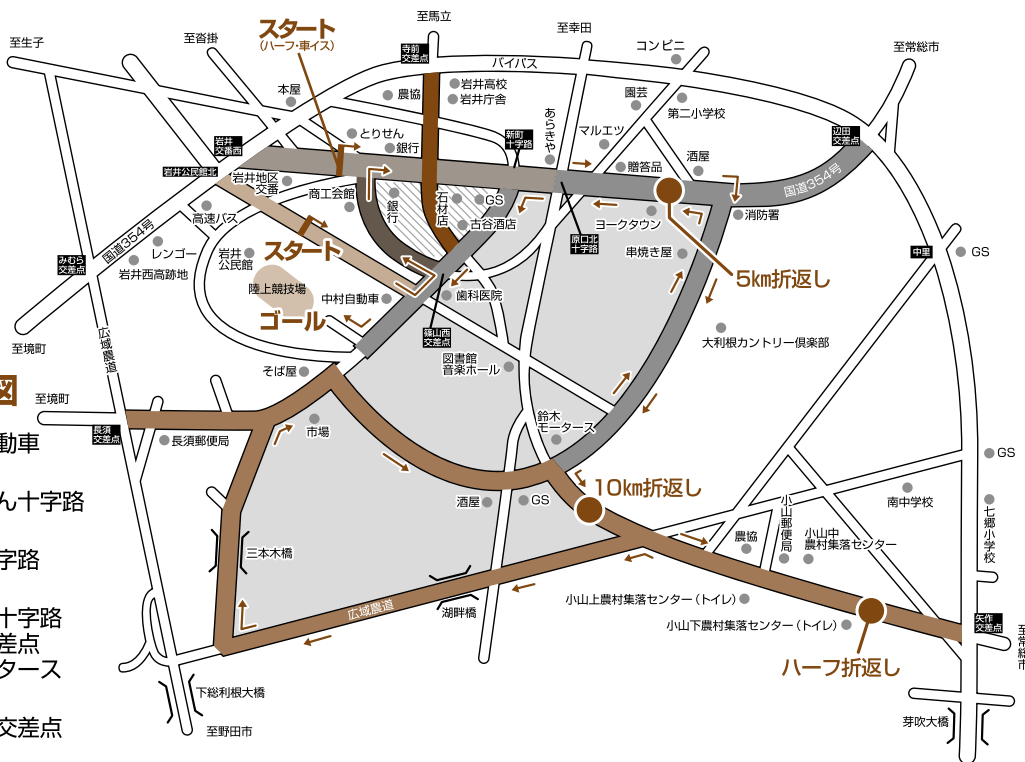 至馬立
スタート
(ハーフ・車イス)
至生子
至沓掛
至幸田
コンビニ
至常総市
寺前
交差点
バイパス
本屋
農協
岩井高校
岩井庁舎
園芸
第二小学校
あらきや
マルエツ
新町
十字路
辺田
交差点
岩井
交番西
とりせん
銀行
贈答品
酒屋
国道354号
岩井公民館北
岩井地区
交番
商工会館
銀行
石材店
GS
古谷酒店
ヨークタウン
消防署
高速バス
原口北
十字路
国道354号
レンゴー
岩井
公民館
スタート
串焼き屋
中里
GS
みむら
交差点
岩井西高跡地
陸上競技場
5km折返し
中村自動車
歯科医院
ゴール
篠山西
交差点
大利根カントリー倶楽部
至境町
広域農道
そば屋
図書館
音楽ホール
図
至境町
長須
交差点
長須郵便局
市場
鈴木
モータース
動車
GS
ん十字路
酒屋
GS
10km折返し
南中学校
七郷小学校
小山郵便局
農協
小山中
農村集落センター
字路
三本木橋
十字路
広域農道
湖畔橋
小山上農村集落センター(トイレ)
小山下農村集落センター(トイレ)
矢作
交差点
至常総市
差点
タース
ハーフ折返し
下総利根大橋
交差点
至野田市
芽吹大橋